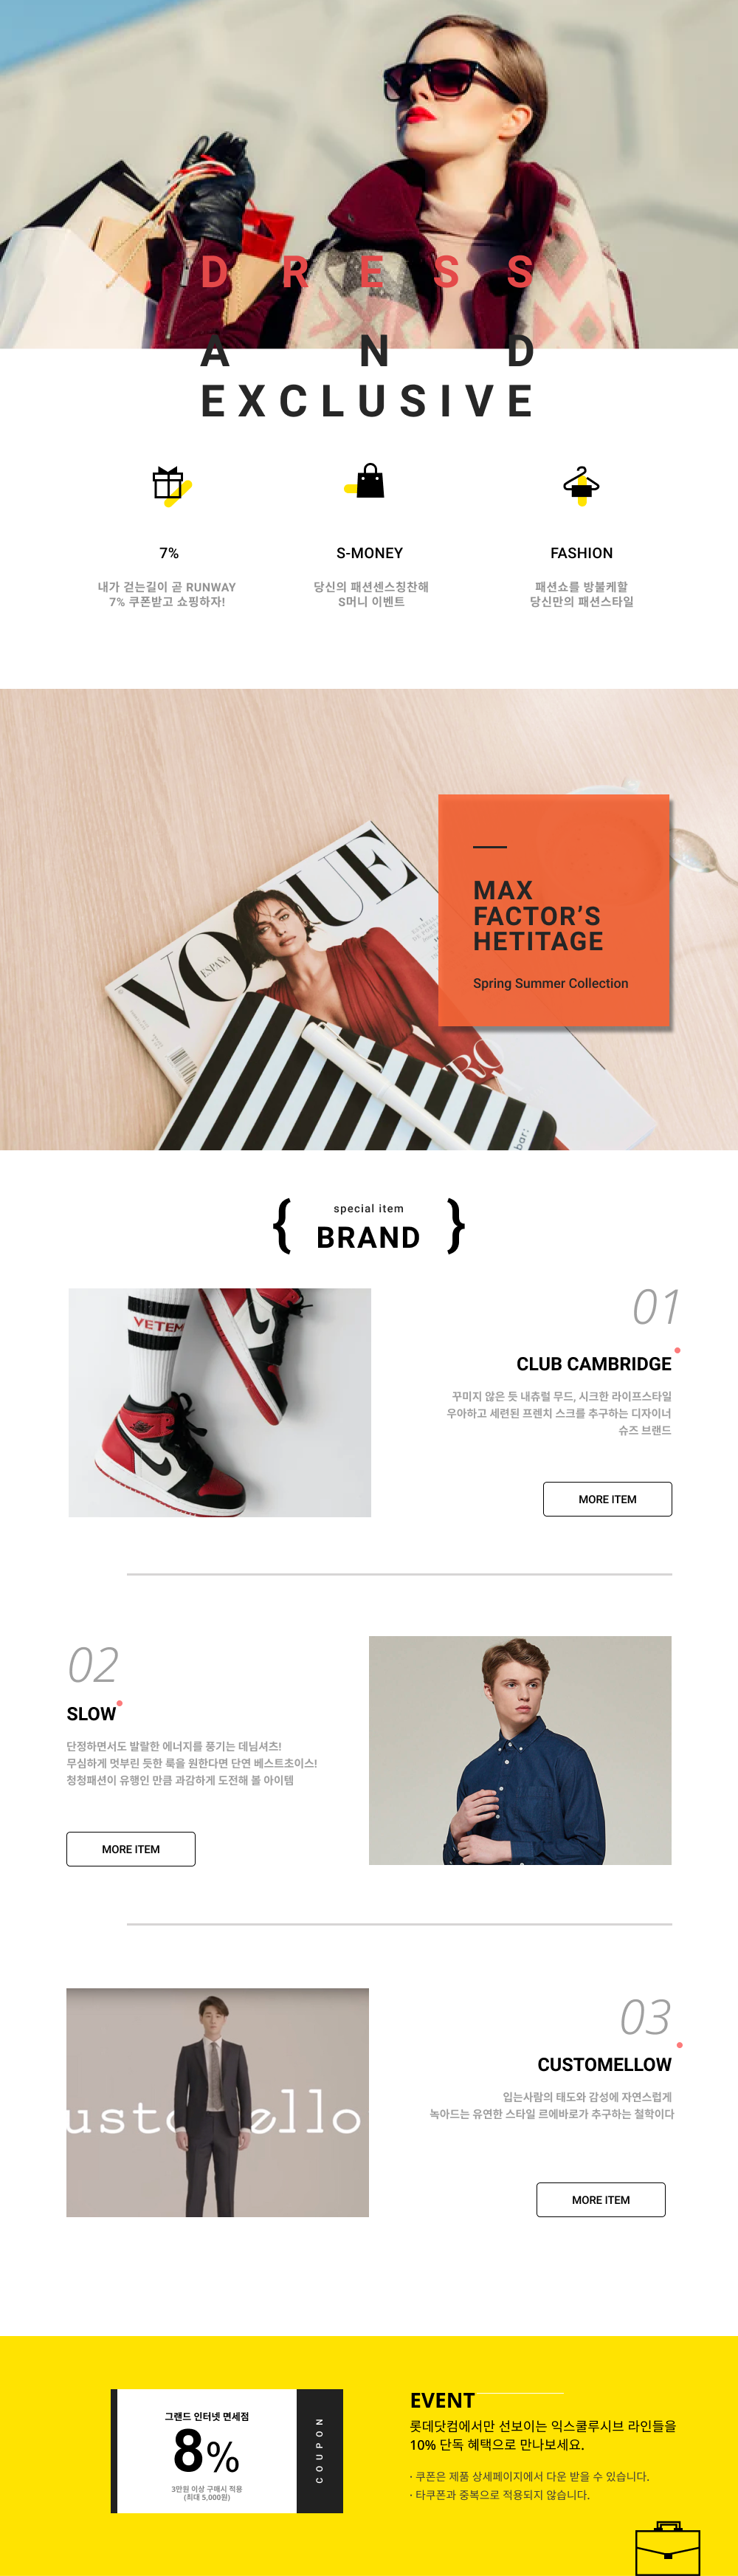 DRESS
AND
EXCLUSIVE
7%
내가 걷는길이 곧 RUNWAY
7% 쿠폰받고 쇼핑하자!
S-MONEY
당신의 패션센스칭찬해
S머니 이벤트
FASHION
패션쇼를 방불케할
당신만의 패션스타일
VOGUE
ESPAÑA
MAX
FACTOR'S
HETITAGE
Spring Summer Collection
bar:
special item
{ BRAND }
VETEM
01
CLUB CAMBRIDGE
꾸미지 않은 듯 내츄럴 무드, 시크한 라이프스타일
우아하고 세련된 프렌치 스크를 추구하는 디자이너
슈즈 브랜드
MORE ITEM
02
SLOW
단정하면서도 발랄한 에너지를 풍기는 데님셔츠!
무심하게 멋부린 듯한 룩을 원한다면 단연 베스트초이스!
청청패션이 유행인 만큼 과감하게 도전해 볼 아이템
MORE ITEM
ustomello
03
CUSTOMELLOW
입는사람의 태도와 감성에 자연스럽게
녹아드는 유연한 스타일 르에바로가 추구하는 철학이다
MORE ITEM
그랜드 인터넷 면세점
8%
3만원 이상 구매시 적용
(최대 5,000원)
COUPON
EVENT
롯데닷컴에서만 선보이는 익스클루시브 라인들을
10% 단독 혜택으로 만나보세요.
· 쿠폰은 제품 상세페이지에서 다운 받을 수 있습니다.
· 타쿠폰과 중복으로 적용되지 않습니다.